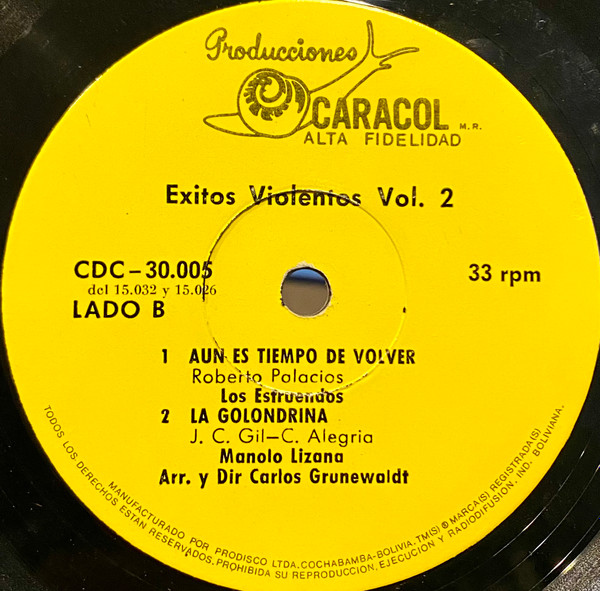 Producciones
CARACOL M.R.
ALTA FIDELIDAD
Exitos Violentos Vol. 2
CDC-30.005
del 15.032 y 15.026
LADO B
33 rpm
1 AUN ES TIEMPO DE VOLVER
Roberto Palacios
Los Estruendos
2 LA GOLONDRINA
J. C. Gil-C. Alegria
Manolo Lizana
Arr. y Dir Carlos Grunewaldt
MANUFACTURADO POR PRODISCO LTDA. COCHABAMBA-BOLIVIA. TM(S) ® MARCA(S) REGISTRADA(S)
TODOS LOS DERECHOS ESTAN RESERVADOS. PROHIBIDA SU REPRODUCCION, EJECUCION Y RADIODIFUSION. IND. BOLIVIANA.